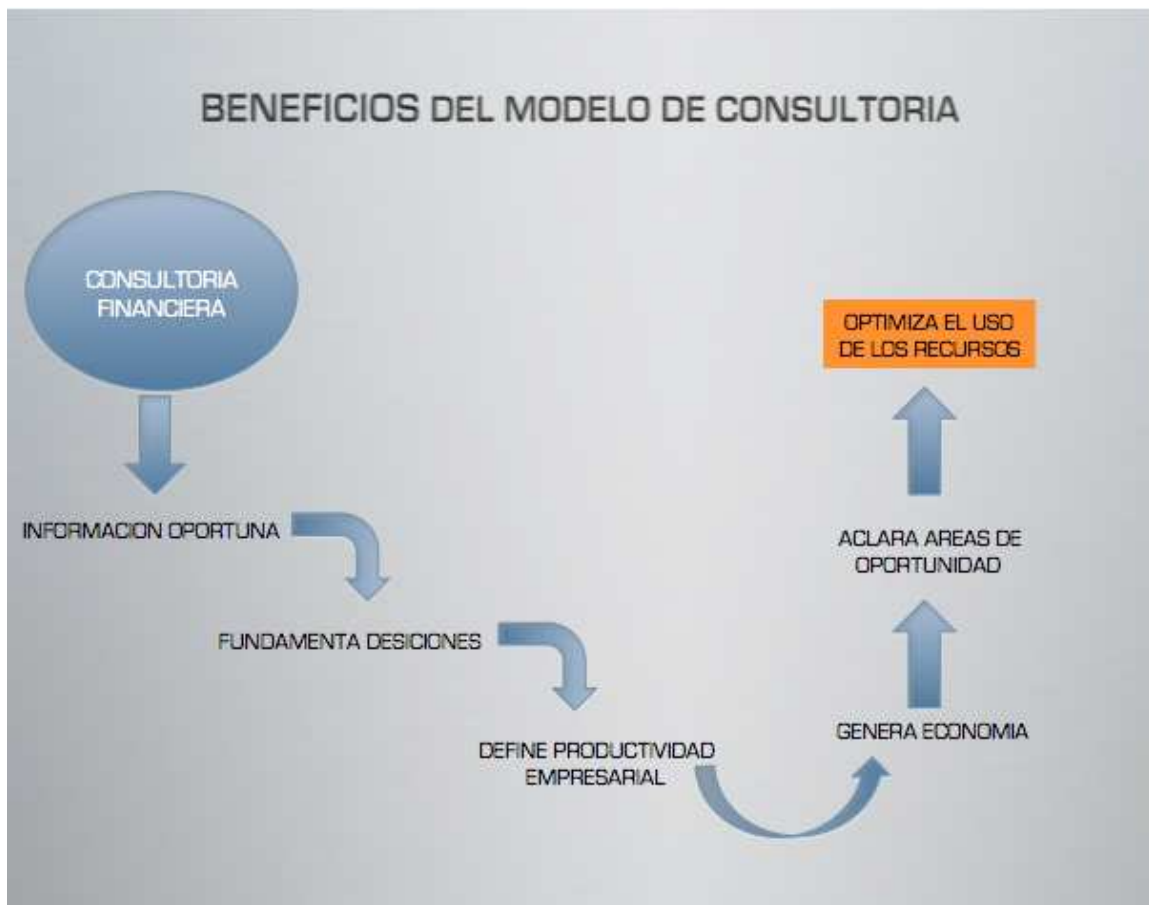 BENEFICIOS DEL MODELO DE CONSULTORIA
CONSULTORIA
FINANCIERA
INFORMACION OPORTUNA
FUNDAMENTA DESICIONES
DEFINE PRODUCTIVIDAD
EMPRESARIAL
GENERA ECONOMIA
ACLARA AREAS DE
OPORTUNIDAD
OPTIMIZA EL USO
DE LOS RECURSOS